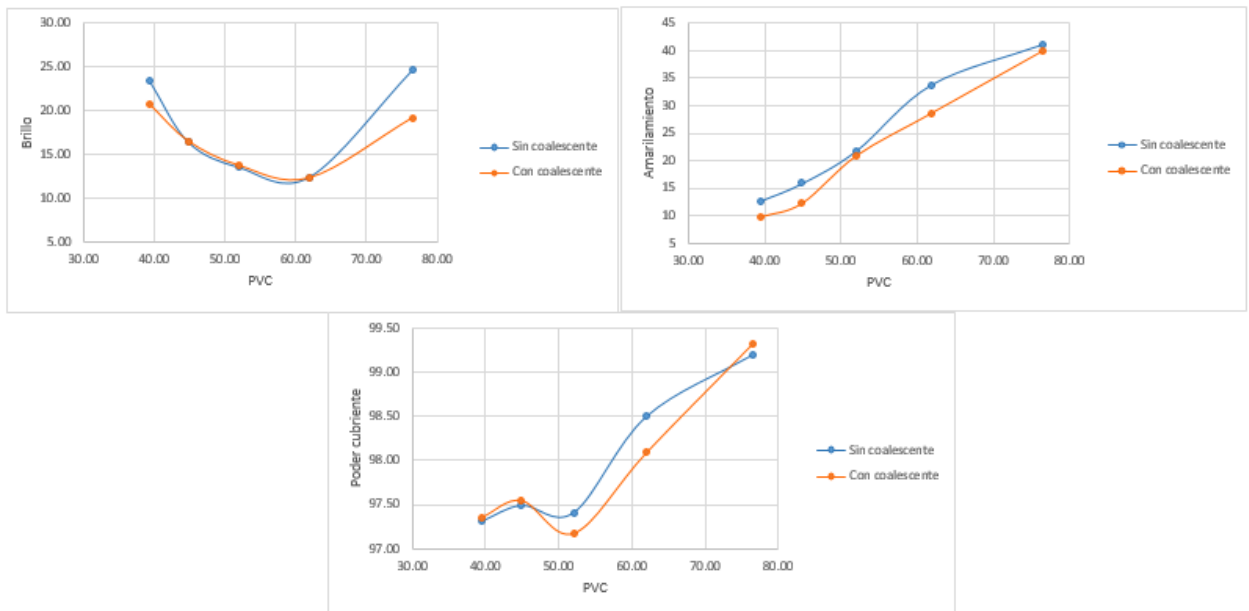 30.00
25.00
20.00
15.00
10.00
5.00
Brillo
30.00 40.00 50.00 60.00 70.00 80.00
PVC
Sin coalescente
Con coalescente
45
40
35
30
25
20
15
10
5
Amarilamiento
30.00 40.00 50.00 60.00 70.00 80.00
PVC
Sin coalescente
Con coalescente
99.50
99.00
98.50
98.00
97.50
97.00
Poder cubriente
30.00 40.00 50.00 60.00 70.00 80.00
PVC
Sin coalescente
Con coalescente